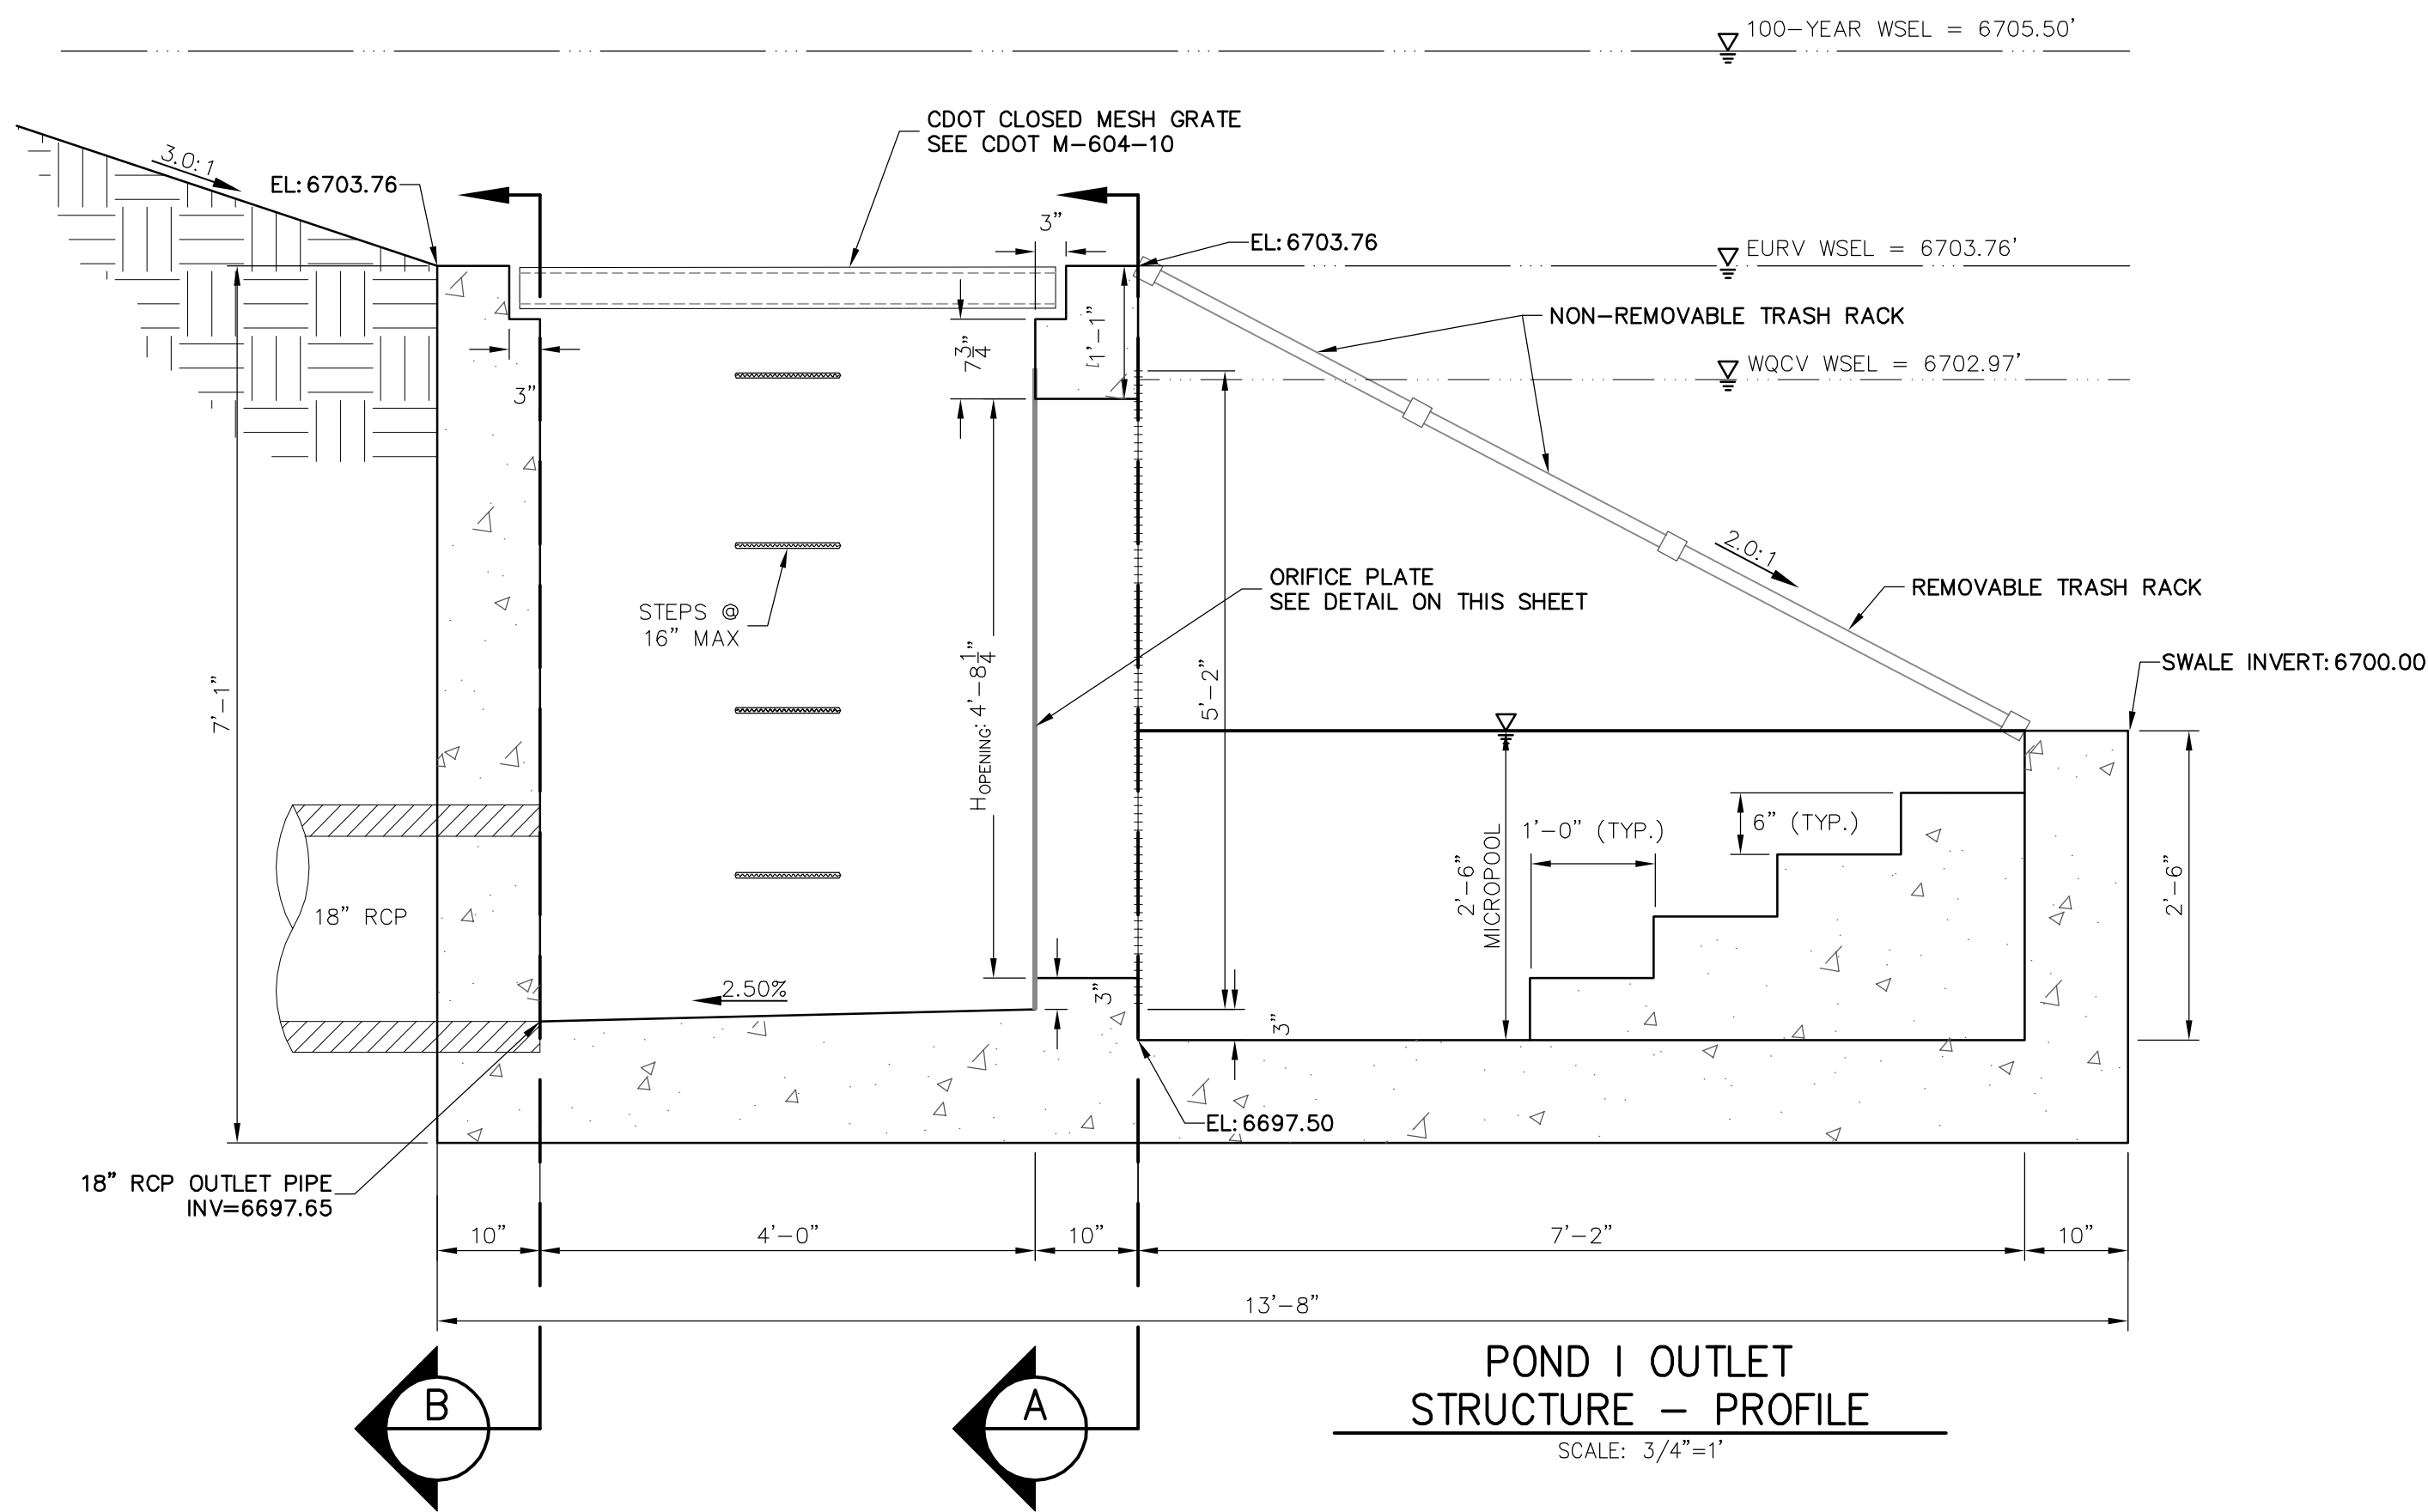 100-YEAR WSEL = 6705.50'
CDOT CLOSED MESH GRATE
SEE CDOT M-604-10
3.0:1
EL: 6703.76
3"
EL: 6703.76
EURV WSEL = 6703.76'
NON-REMOVABLE TRASH RACK
1'-1"
7 3/4"
WQCV WSEL = 6702.97'
3"
2.0:1
ORIFICE PLATE
SEE DETAIL ON THIS SHEET
REMOVABLE TRASH RACK
STEPS @
16" MAX
SWALE INVERT: 6700.00
7'-1"
HOPENING: 4'-8 1/4"
5'-2"
1'-0" (TYP.)
6" (TYP.)
2'-6"
MICROPOOL
2'-6"
18" RCP
2.50%
3"
3"
EL: 6697.50
18" RCP OUTLET PIPE
INV=6697.65
10"
4'-0"
10"
7'-2"
10"
13'-8"
B
A
POND I OUTLET
STRUCTURE - PROFILE
SCALE: 3/4"=1'